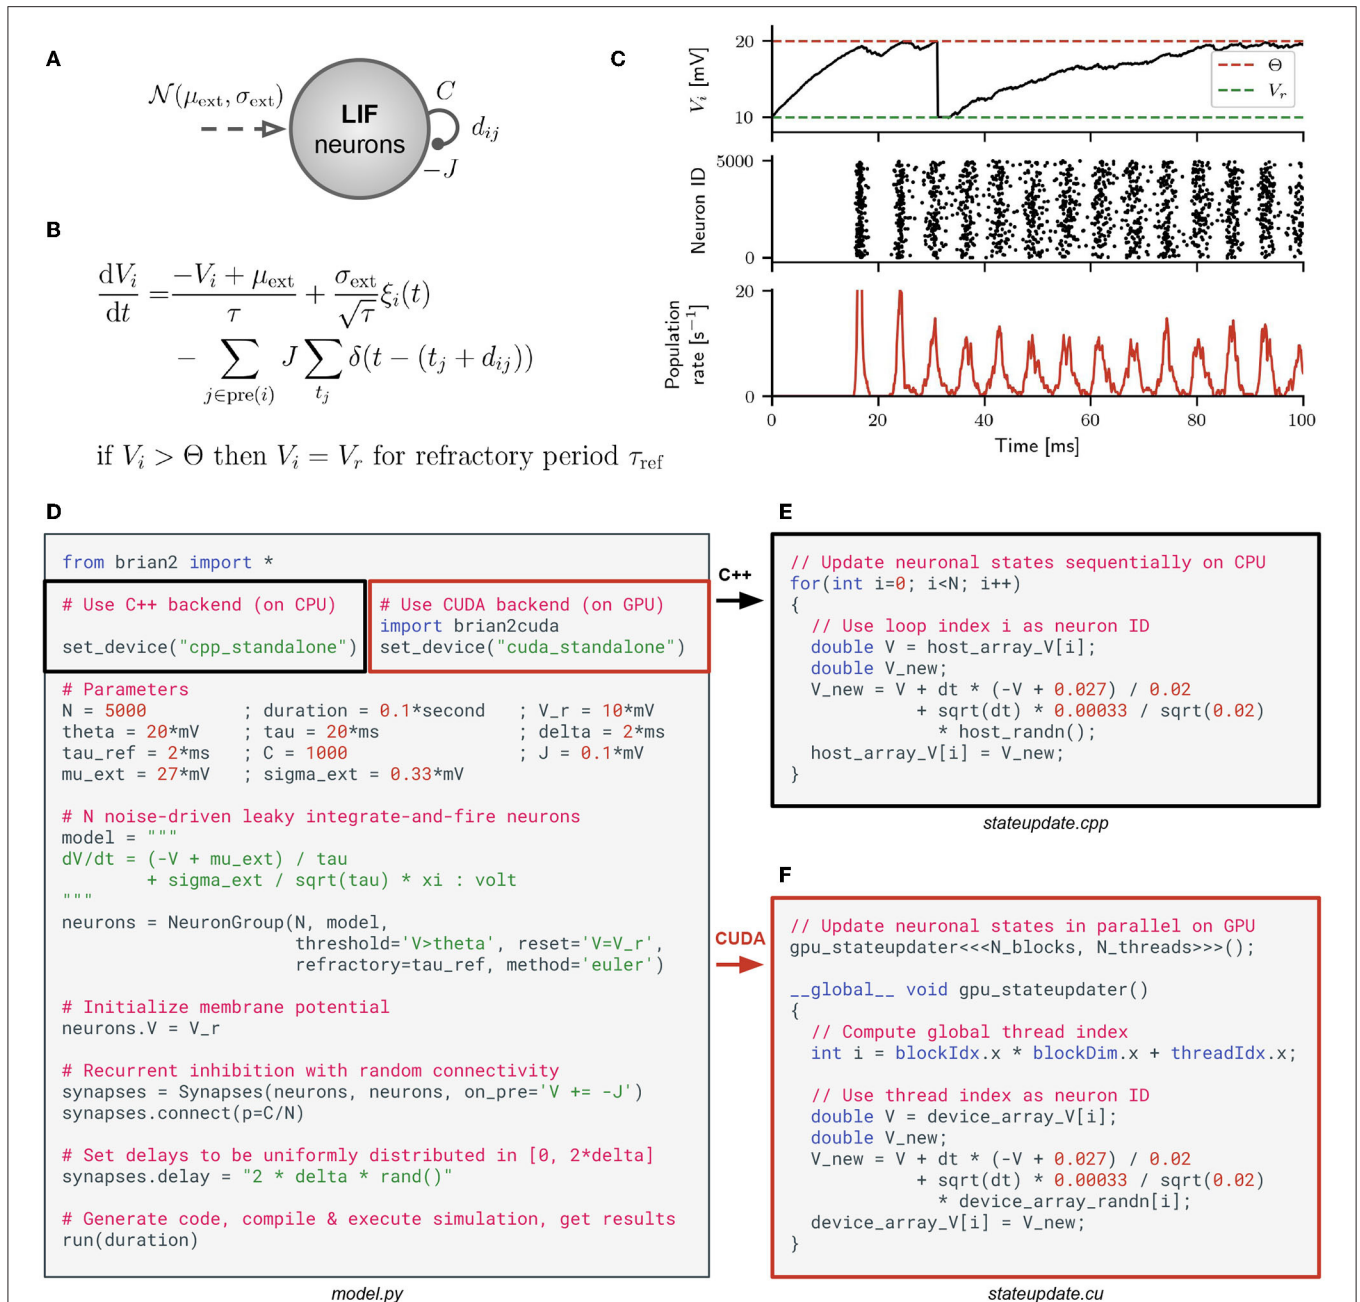 A
𝒩(μext, σext)
LIF
neurons
C
dij
−J
B
dVi/dt = (−Vi + μext)/τ + (σext/√τ) ξi(t)
− ∑j∈pre(i) J ∑tj δ(t − (tj + dij))
if Vi > Θ then Vi = Vr for refractory period τref
C
Vi [mV]
20
10
Θ
Vr
Neuron ID
5000
0
Population
rate [s−1]
20
0
0 20 40 60 80 100
Time [ms]
D
from brian2 import *
# Use C++ backend (on CPU)
set_device("cpp_standalone")
# Use CUDA backend (on GPU)
import brian2cuda
set_device("cuda_standalone")
# Parameters
N = 5000 ; duration = 0.1*second ; V_r = 10*mV
theta = 20*mV ; tau = 20*ms ; delta = 2*ms
tau_ref = 2*ms ; C = 1000 ; J = 0.1*mV
mu_ext = 27*mV ; sigma_ext = 0.33*mV
# N noise-driven leaky integrate-and-fire neurons
model = """
dV/dt = (-V + mu_ext) / tau
+ sigma_ext / sqrt(tau) * xi : volt
"""
neurons = NeuronGroup(N, model,
threshold='V>theta', reset='V=V_r',
refractory=tau_ref, method='euler')
# Initialize membrane potential
neurons.V = V_r
# Recurrent inhibition with random connectivity
synapses = Synapses(neurons, neurons, on_pre='V += -J')
synapses.connect(p=C/N)
# Set delays to be uniformly distributed in [0, 2*delta]
synapses.delay = "2 * delta * rand()"
# Generate code, compile & execute simulation, get results
run(duration)
model.py
C++
E
// Update neuronal states sequentially on CPU
for(int i=0; i<N; i++)
{
// Use loop index i as neuron ID
double V = host_array_V[i];
double V_new;
V_new = V + dt * (-V + 0.027) / 0.02
+ sqrt(dt) * 0.00033 / sqrt(0.02)
* host_randn();
host_array_V[i] = V_new;
}
stateupdate.cpp
CUDA
F
// Update neuronal states in parallel on GPU
gpu_stateupdater<<<N_blocks, N_threads>>>();
__global__ void gpu_stateupdater()
{
// Compute global thread index
int i = blockIdx.x * blockDim.x + threadIdx.x;
// Use thread index as neuron ID
double V = device_array_V[i];
double V_new;
V_new = V + dt * (-V + 0.027) / 0.02
+ sqrt(dt) * 0.00033 / sqrt(0.02)
* device_array_randn[i];
device_array_V[i] = V_new;
}
stateupdate.cu